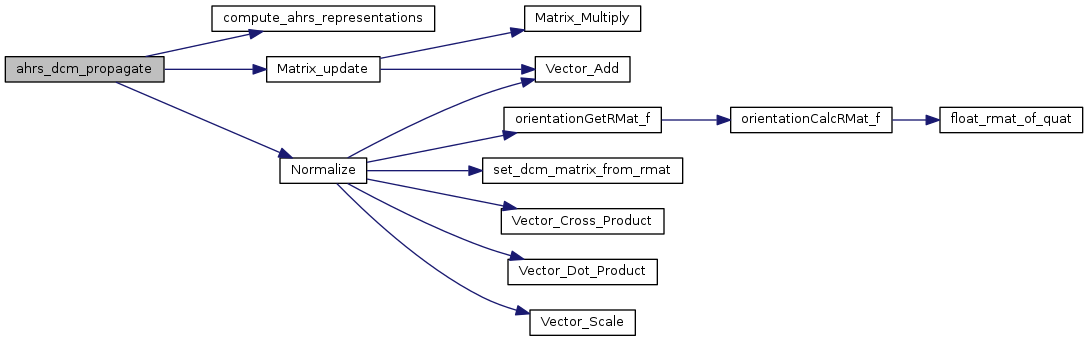 compute_ahrs_representations
Matrix_Multiply
ahrs_dcm_propagate
Matrix_update
Vector_Add
orientationGetRMat_f
orientationCalcRMat_f
float_rmat_of_quat
Normalize
set_dcm_matrix_from_rmat
Vector_Cross_Product
Vector_Dot_Product
Vector_Scale